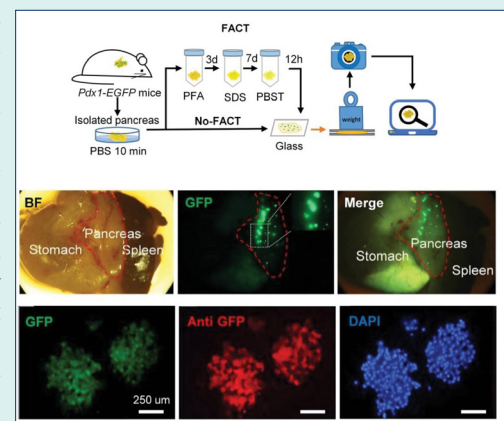 FACT
3d 7d 12h
Pdx1-EGFP mice
PFA SDS PBST
Isolated pancreas
PBS 10 min
No-FACT
Glass
weight
BF
Pancreas
Stomach
Spleen
GFP
Merge
Stomach
Pancreas
Spleen
GFP
250 um
Anti GFP
DAPI